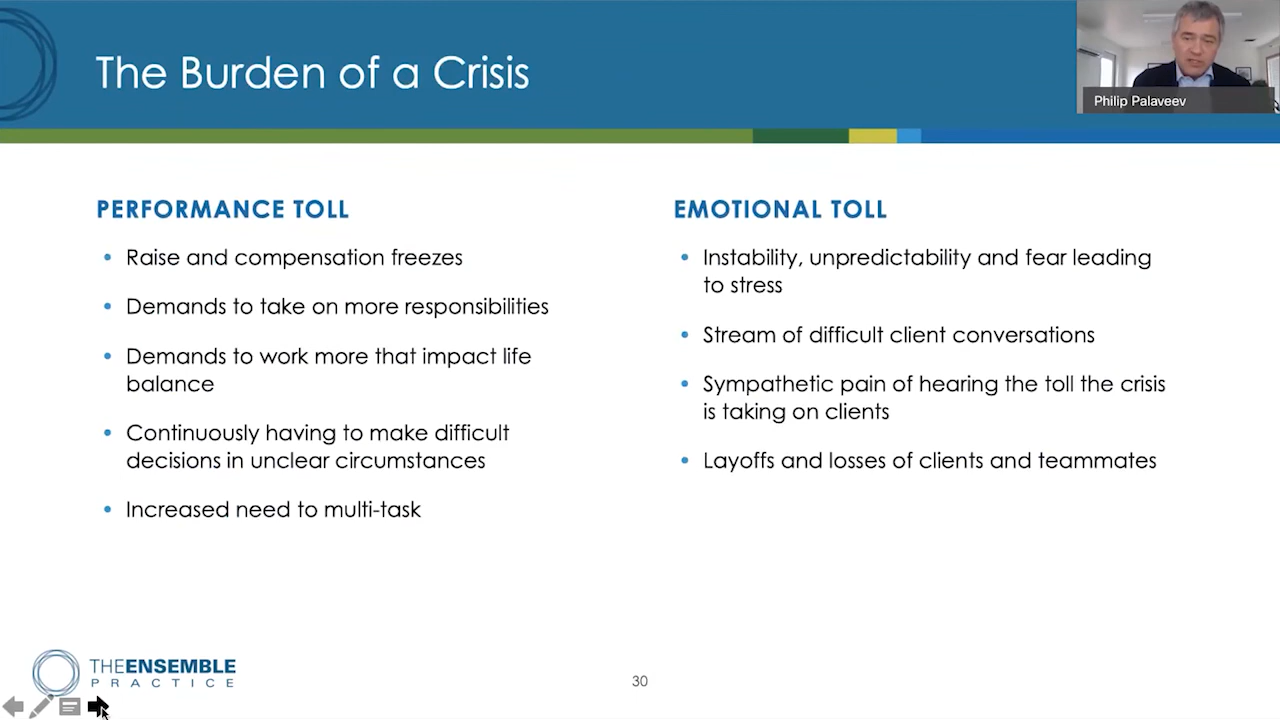 The Burden of a Crisis
Philip Palaveev
PERFORMANCE TOLL
• Raise and compensation freezes
• Demands to take on more responsibilities
• Demands to work more that impact life
balance
• Continuously having to make difficult
decisions in unclear circumstances
• Increased need to multi-task
EMOTIONAL TOLL
• Instability, unpredictability and fear leading
to stress
• Stream of difficult client conversations
• Sympathetic pain of hearing the toll the crisis
is taking on clients
• Layoffs and losses of clients and teammates
THEENSEMBLE
PRACTICE
30